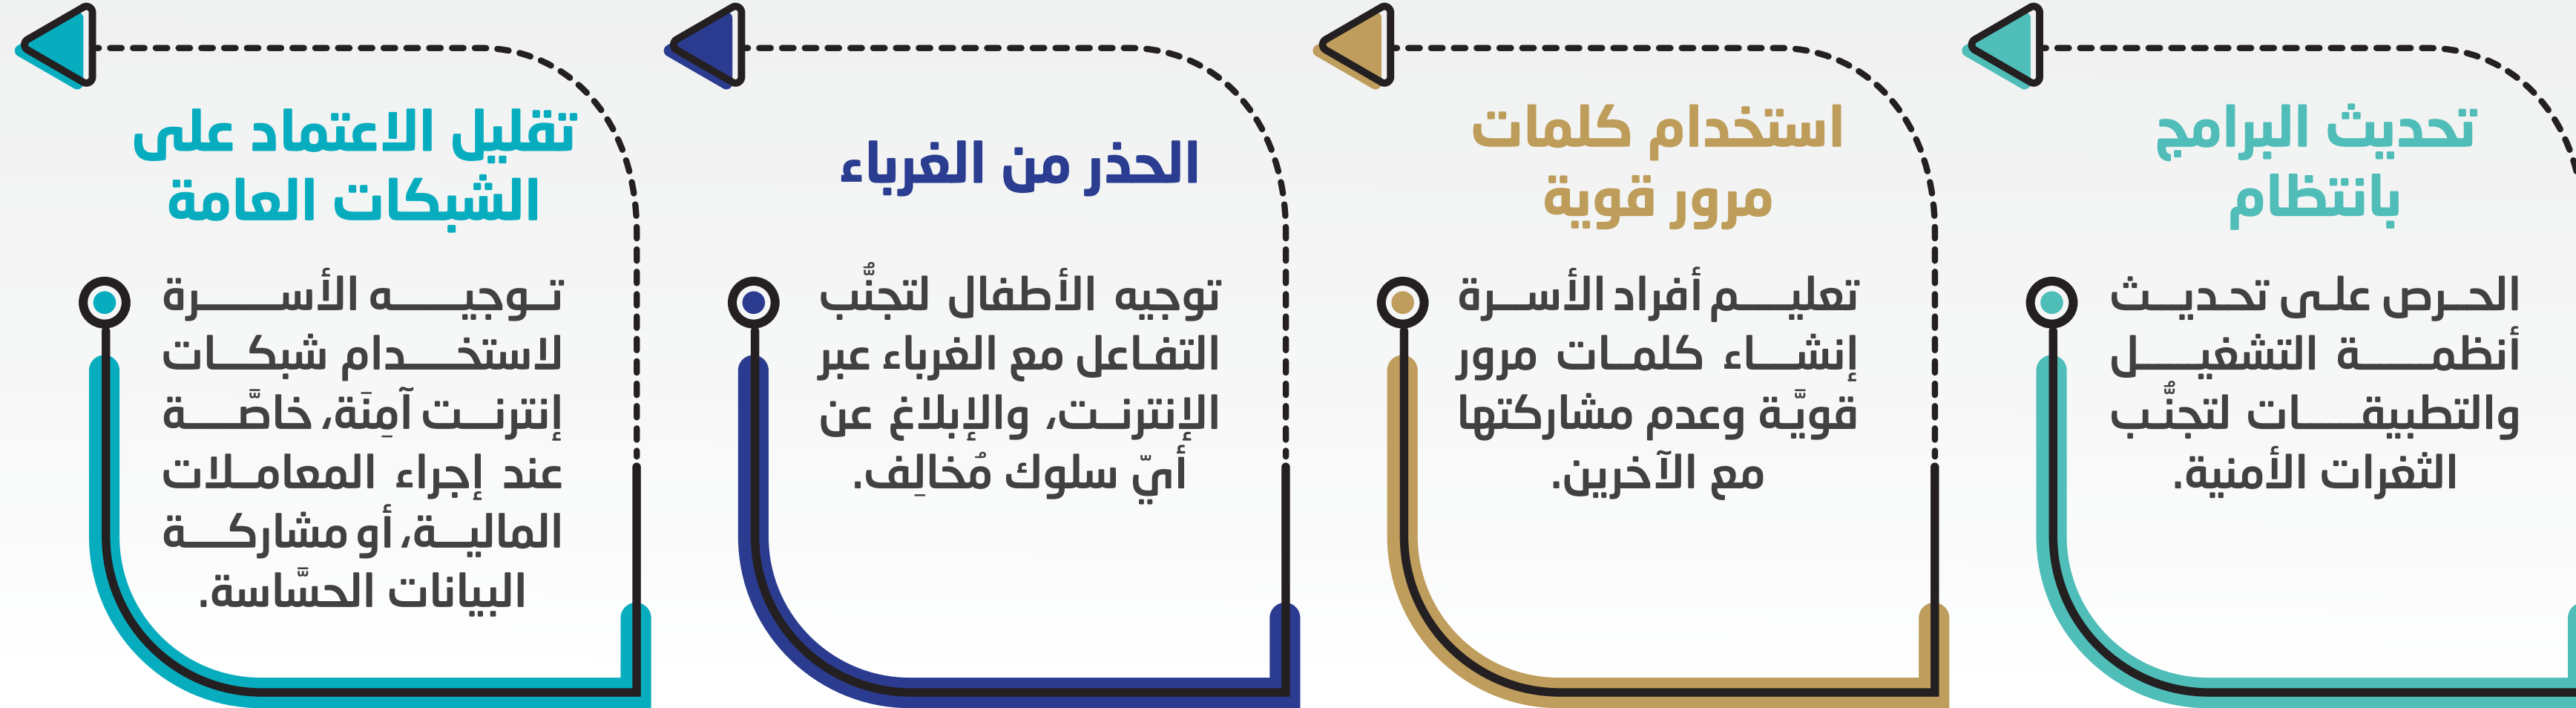 تحديث البرامج
بانتظام
الحرص على تحديث
أنظمة التشغيل
والتطبيقات لتجنُّب
الثغرات الأمنية.
استخدام كلمات
مرور قوية
تعليم أفراد الأسرة
إنشاء كلمات مرور
قويَّة وعدم مشاركتها
مع الآخرين.
الحذر من الغرباء
توجيه الأطفال لتجنُّب
التفاعل مع الغرباء عبر
الإنترنت، والإبلاغ عن
أيّ سلوك مُخالِف.
تقليل الاعتماد على
الشبكات العامة
توجيه الأسرة
لاستخدام شبكات
إنترنت آمِنَة، خاصَّة
عند إجراء المعاملات
المالية، أو مشاركة
البيانات الحسَّاسة.